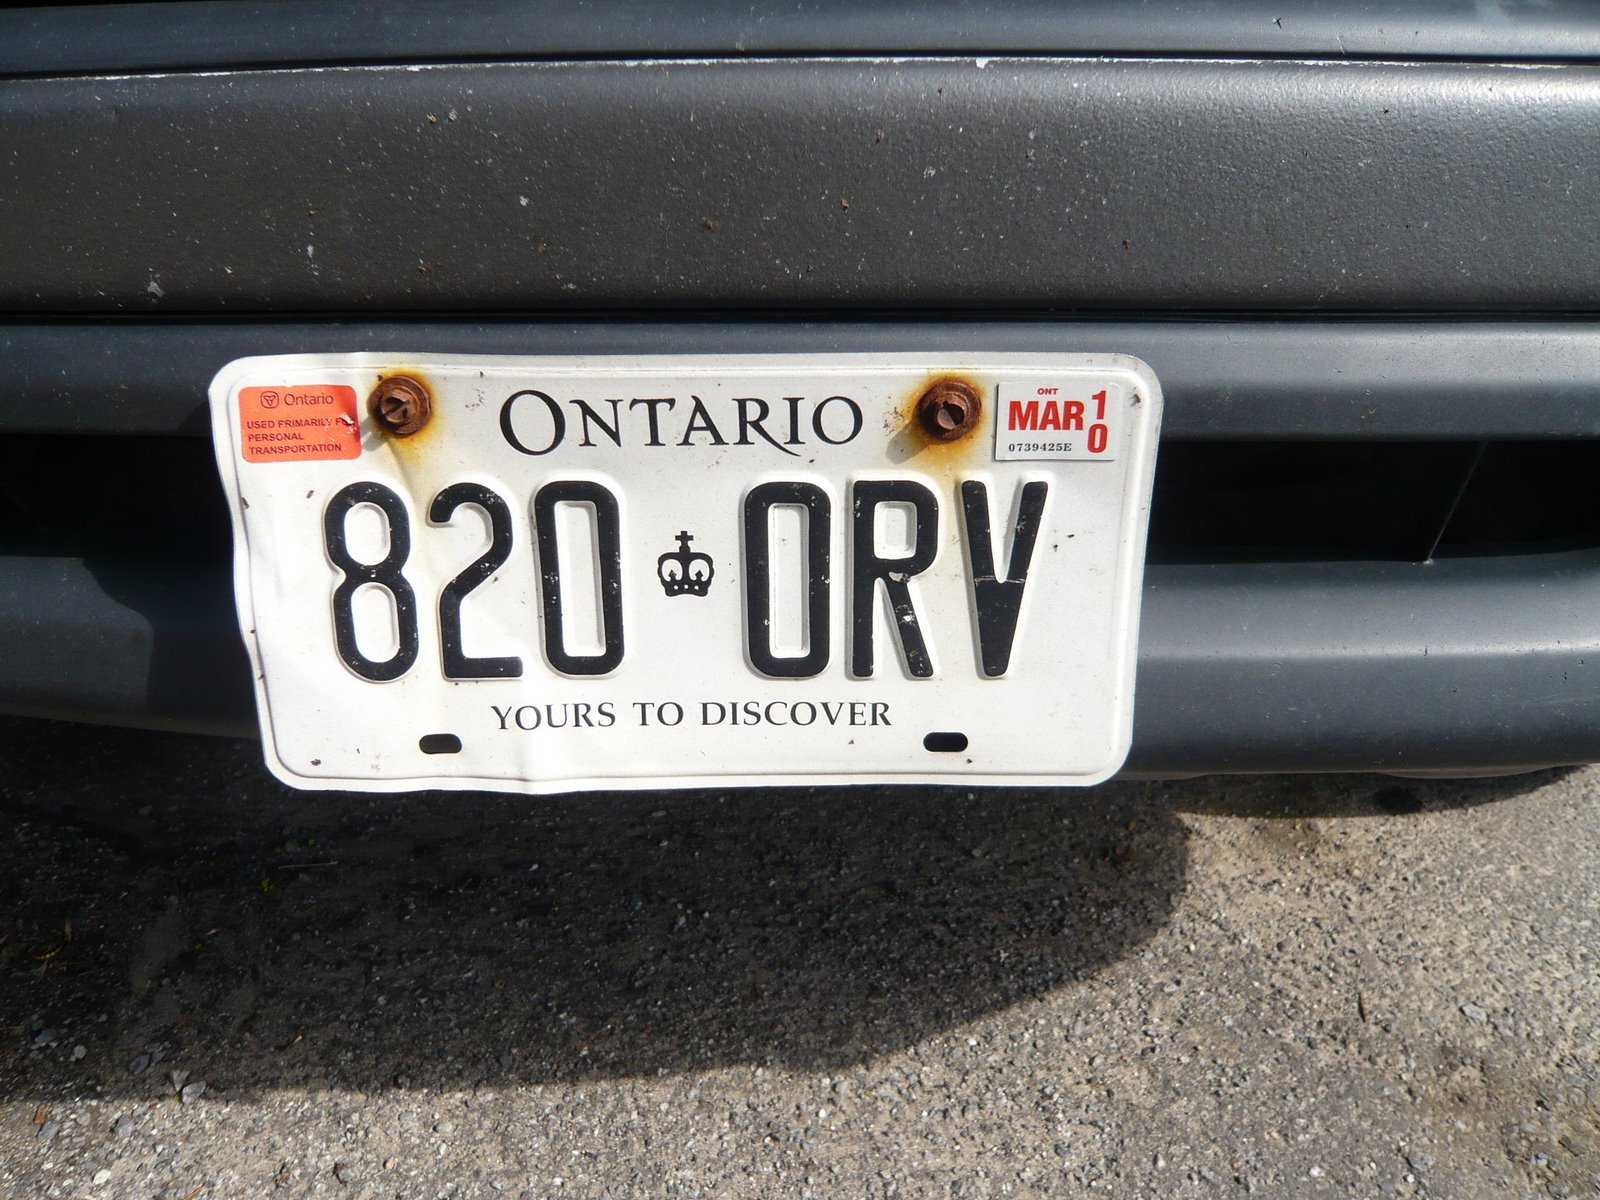 Ontario
USED PRIMARILY FOR
PERSONAL
TRANSPORTATION
ONTARIO
ONT
MAR 10
0739425E
820 ORV
YOURS TO DISCOVER